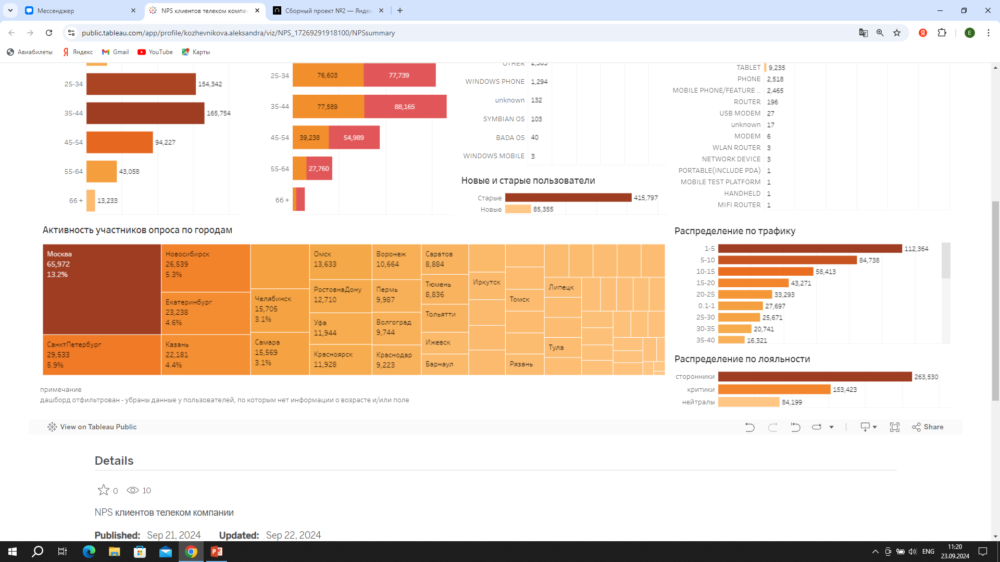 Мессенджер
NPS клиентов телеком компа
Сборный проект №2 — Яндек
public.tableau.com/app/profile/kozhevnikova.aleksandra/viz/NPS_17269291918100/NPSsummary
Я
E
Авиабилеты
Яндекс
Gmail
YouTube
Карты
25-34
154,342
35-44
165,754
45-54
94,227
55-64
43,058
66 +
13,233
25-34
76,603
77,739
35-44
77,589
88,165
45-54
39,238
54,989
55-64
27,760
66 +
OTHER
WINDOWS PHONE
1,294
unknown
132
SYMBIAN OS
103
BADA OS
40
WINDOWS MOBILE
3
Новые и старые пользователи
Старые
415,797
Новые
85,355
TABLET
9,235
PHONE
2,518
MOBILE PHONE/FEATURE ..
2,465
ROUTER
196
USB MODEM
27
unknown
17
MODEM
6
WLAN ROUTER
3
NETWORK DEVICE
3
PORTABLE(INCLUDE PDA)
1
MOBILE TEST PLATFORM
1
HANDHELD
1
MIFI ROUTER
1
Активность участников опроса по городам
Москва
65,972
13.2%
СанктПетербург
29,533
5.9%
Новосибирск
26,539
5.3%
Екатеринбург
23,238
4.6%
Казань
22,181
4.4%
Челябинск
15,705
3.1%
Самара
15,569
3.1%
Омск
13,633
РостовнаДону
12,710
Уфа
11,944
Красноярск
11,928
Воронеж
10,664
Пермь
9,987
Волгоград
9,744
Краснодар
9,223
Саратов
8,884
Тюмень
8,836
Тольятти
Ижевск
Барнаул
Иркутск
Томск
Рязань
Липецк
Тула
Распределение по трафику
1-5
112,364
5-10
84,738
10-15
58,413
15-20
43,271
20-25
33,293
0.1-1
27,697
25-30
25,671
30-35
20,741
35-40
16,321
Распределение по лояльности
сторонники
263,530
критики
153,423
нейтралы
84,199
примечание
дашборд отфильтрован - убраны данные у пользователей, по которым нет информации о возрасте и/или поле
View on Tableau Public
Share
Details
0
10
NPS клиентов телеком компании
Published: Sep 21, 2024
Updated: Sep 22, 2024
ENG
11:20
23.09.2024